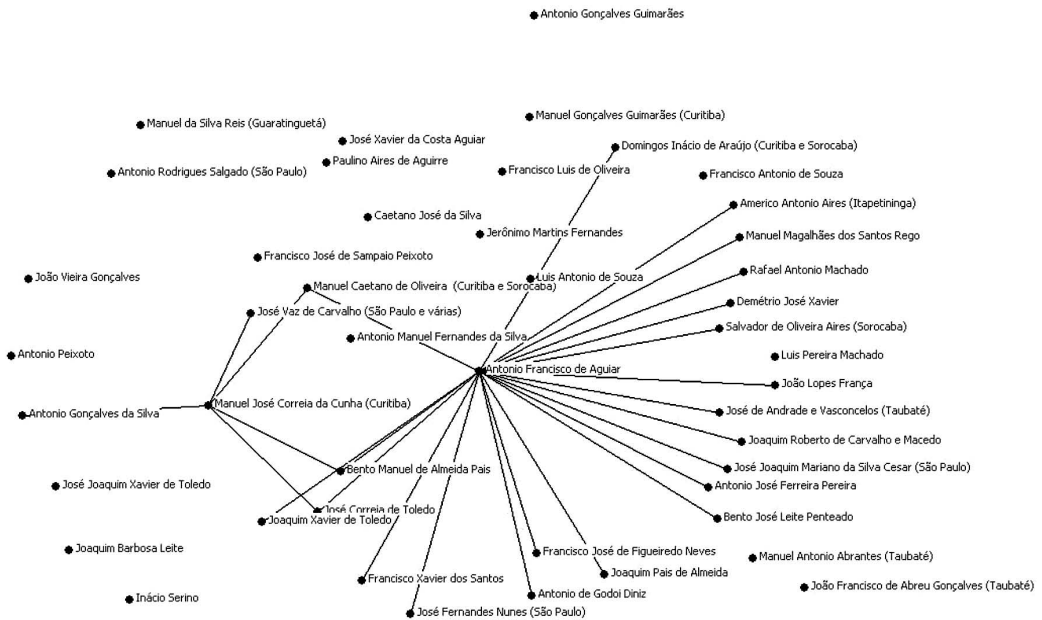 Antonio Gonçalves Guimarães
Manuel Gonçalves Guimarães (Curitiba)
Manuel da Silva Reis (Guaratinguetá)
José Xavier da Costa Aguiar
Domingos Inácio de Araújo (Curitiba e Sorocaba)
Paulino Aires de Aguirre
Antonio Rodrigues Salgado (São Paulo)
Francisco Luis de Oliveira
Francisco Antonio de Souza
Americo Antonio Aires (Itapetininga)
Caetano José da Silva
Jerônimo Martins Fernandes
Manuel Magalhães dos Santos Rego
Francisco José de Sampaio Peixoto
Rafael Antonio Machado
João Vieira Gonçalves
Luis Antonio de Souza
Manuel Caetano de Oliveira (Curitiba e Sorocaba)
Demétrio José Xavier
José Vaz de Carvalho (São Paulo e várias)
Salvador de Oliveira Aires (Sorocaba)
Antonio Manuel Fernandes da Silva
Antonio Peixoto
Luis Pereira Machado
Antonio Francisco de Aguiar
João Lopes França
Manuel José Correia da Cunha (Curitiba)
José de Andrade e Vasconcelos (Taubaté)
Antonio Gonçalves da Silva
Joaquim Roberto de Carvalho e Macedo
Bento Manuel de Almeida Pais
José Joaquim Mariano da Silva Cesar (São Paulo)
José Joaquim Xavier de Toledo
Antonio José Ferreira Pereira
José Correia de Toledo
Joaquim Xavier de Toledo
Bento José Leite Penteado
Joaquim Barbosa Leite
Francisco José de Figueiredo Neves
Manuel Antonio Abrantes (Taubaté)
Joaquim Pais de Almeida
Francisco Xavier dos Santos
João Francisco de Abreu Gonçalves (Taubaté)
Antonio de Godoi Diniz
Inácio Serino
José Fernandes Nunes (São Paulo)